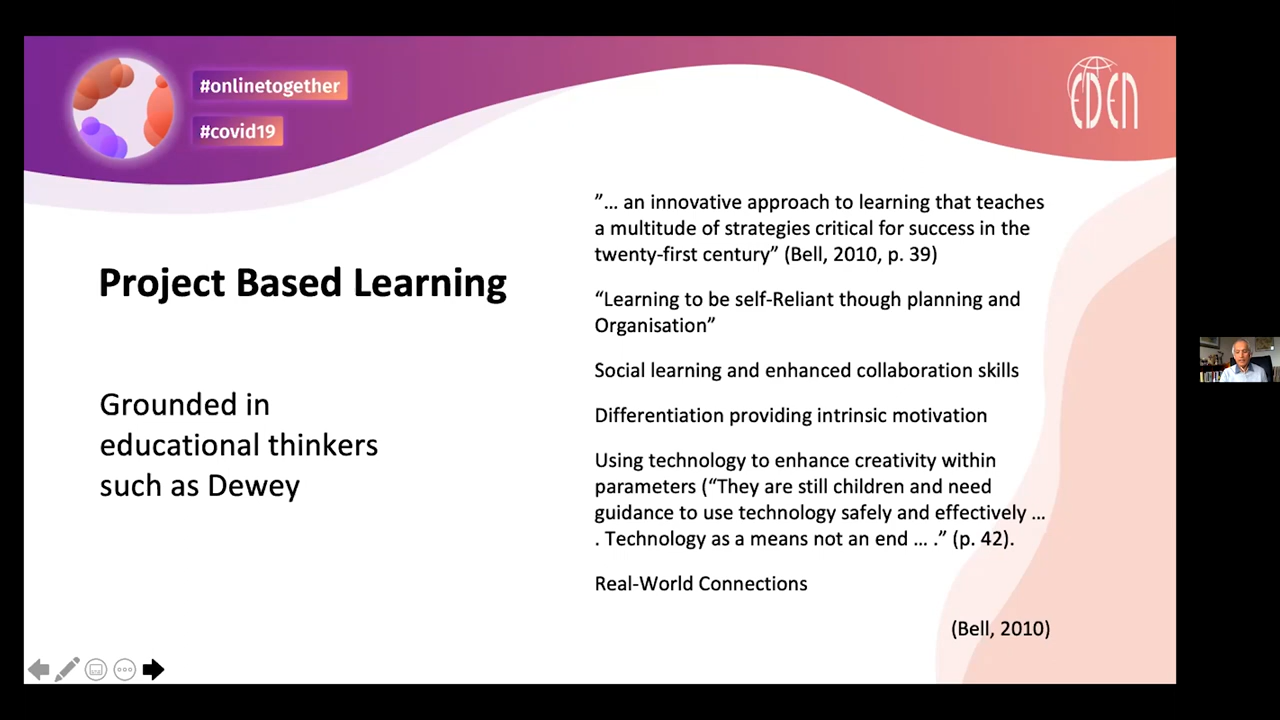 #onlinetogether
#covid19
EDEN
Project Based Learning
Grounded in
educational thinkers
such as Dewey
”… an innovative approach to learning that teaches
a multitude of strategies critical for success in the
twenty-first century” (Bell, 2010, p. 39)
“Learning to be self-Reliant though planning and
Organisation”
Social learning and enhanced collaboration skills
Differentiation providing intrinsic motivation
Using technology to enhance creativity within
parameters (“They are still children and need
guidance to use technology safely and effectively …
. Technology as a means not an end … .” (p. 42).
Real-World Connections
(Bell, 2010)